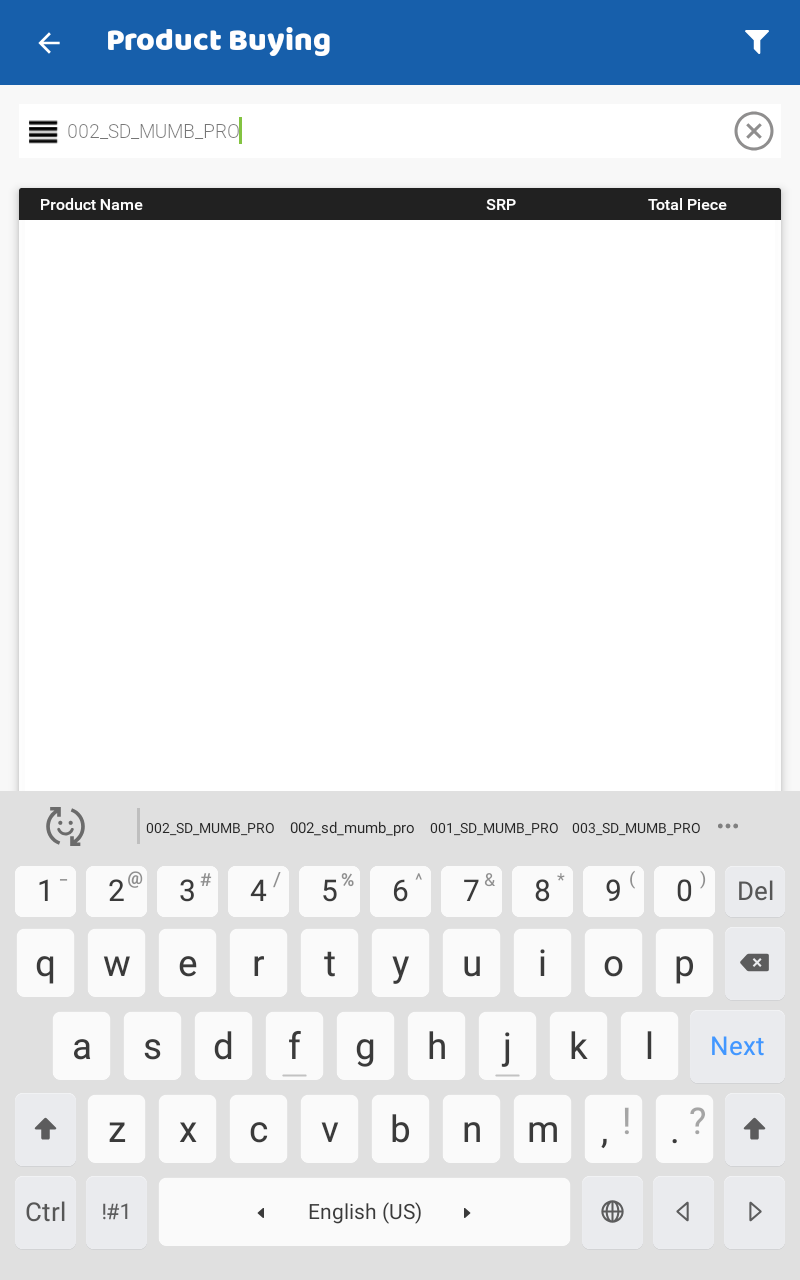 Product Buying
002_SD_MUMB_PRO
Product Name SRP Total Piece
002_SD_MUMB_PRO 002_sd_mumb_pro 001_SD_MUMB_PRO 003_SD_MUMB_PRO
1 - 2 @ 3 # 4 / 5 % 6 ^ 7 & 8 * 9 ( 0 ) Del
q w e r t y u i o p
a s d f g h j k l Next
z x c v b n m , ! . ?
Ctrl !#1 English (US)